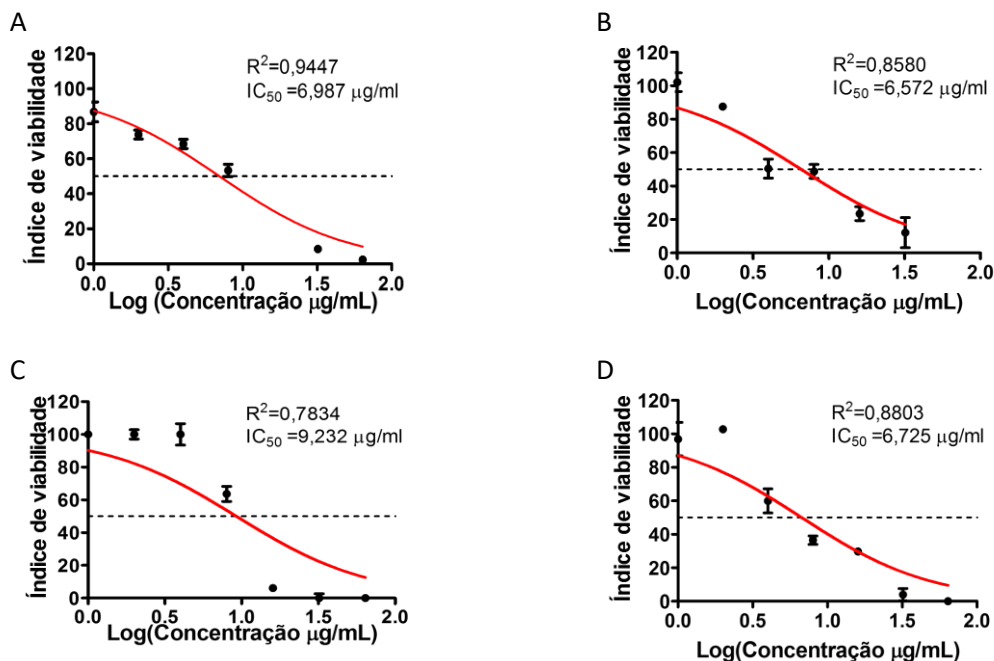 A
R²=0,9447
IC₅₀ =6,987 µg/ml
Índice de viabilidade
120
100
80
60
40
20
0
0.0 0.5 1.0 1.5 2.0
Log (Concentração µg/mL)
B
R²=0,8580
IC₅₀ =6,572 µg/ml
Índice de viabilidade
120
100
80
60
40
20
0
0.0 0.5 1.0 1.5 2.0
Log(Concentração µg/mL)
C
R²=0,7834
IC₅₀ =9,232 µg/ml
Índice de viabilidade
120
100
80
60
40
20
0
0.0 0.5 1.0 1.5 2.0
Log(Concentração µg/mL)
D
R²=0,8803
IC₅₀ =6,725 µg/ml
Índice de viabilidade
120
100
80
60
40
20
0
0.0 0.5 1.0 1.5 2.0
Log(Concentração µg/mL)